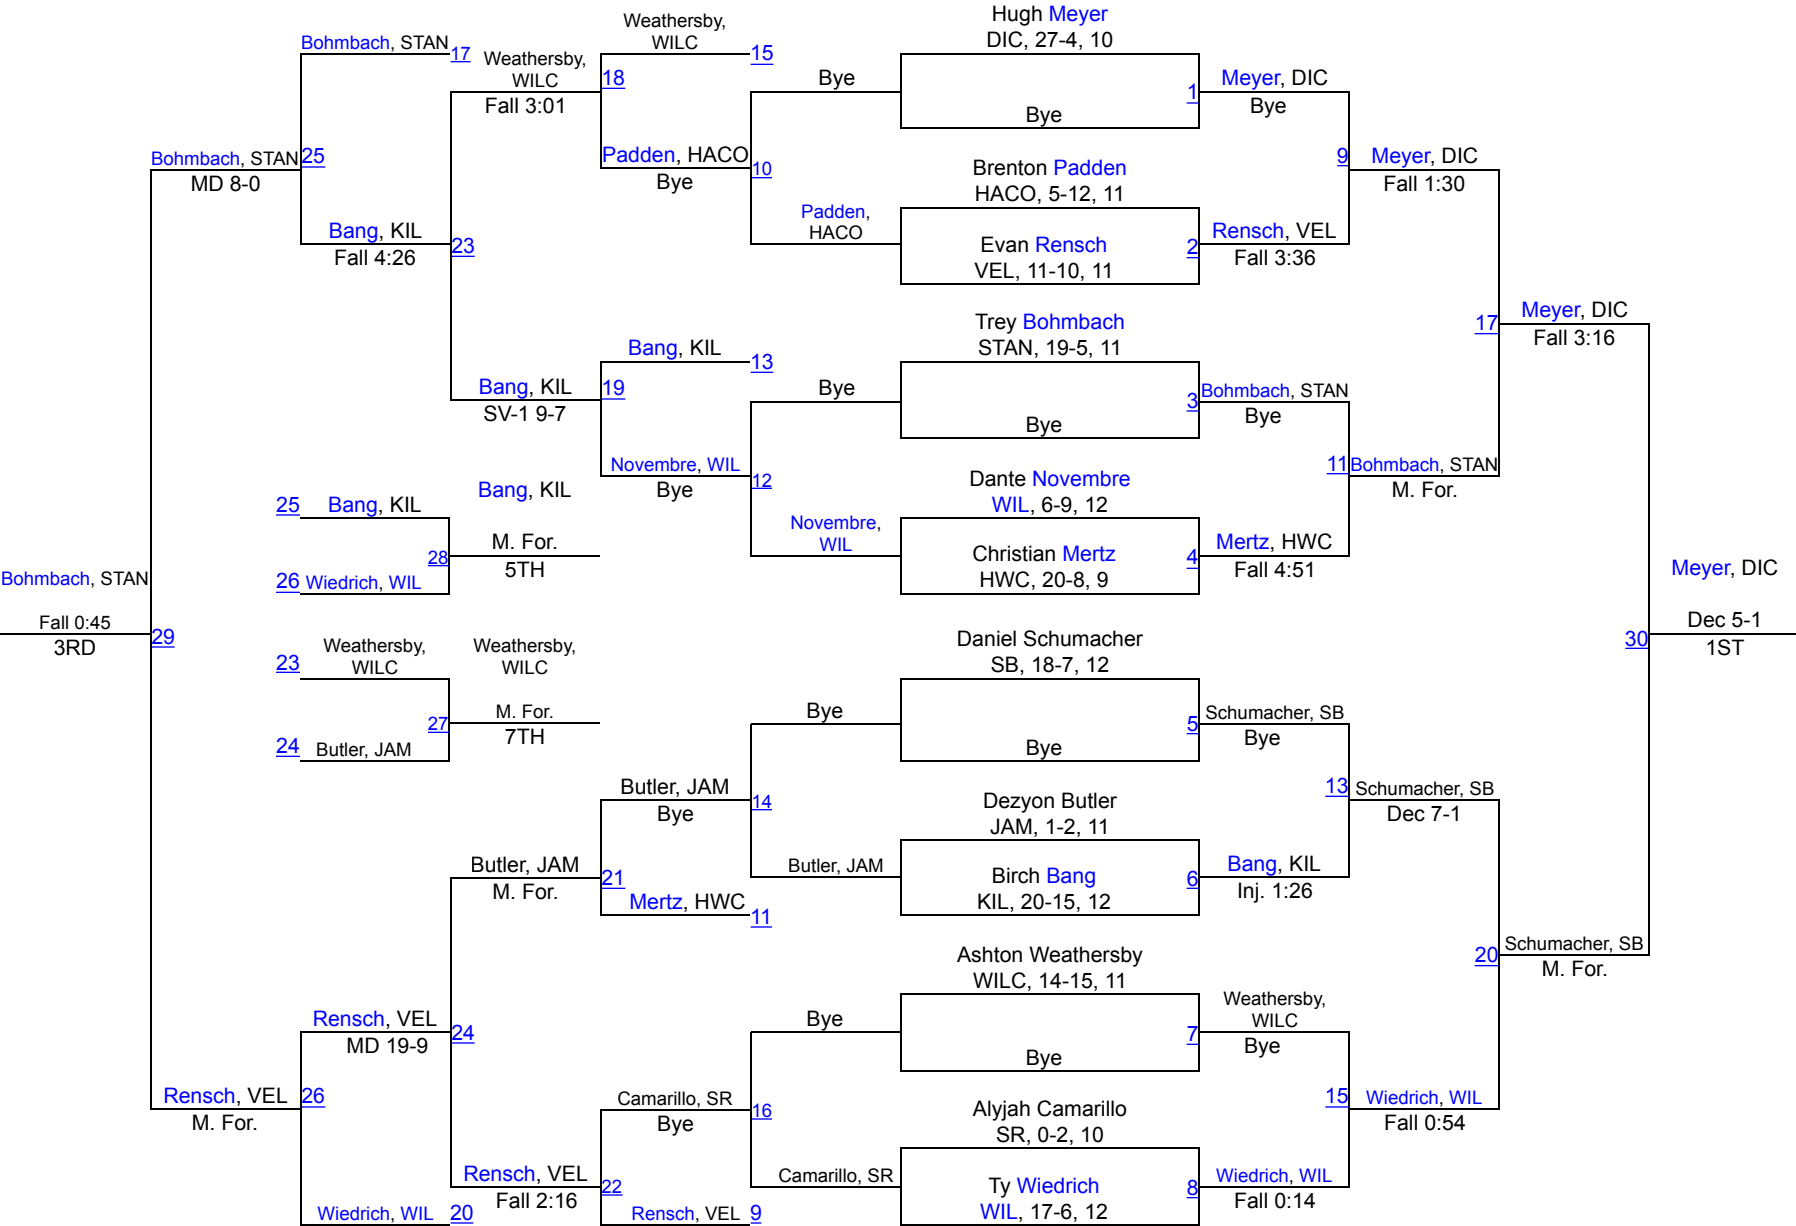 Hugh Meyer
DIC, 27-4, 10
Bye
Brenton Padden
HACO, 5-12, 11
Evan Rensch
VEL, 11-10, 11
Trey Bohmbach
STAN, 19-5, 11
Bye
Dante Novembre
WIL, 6-9, 12
Christian Mertz
HWC, 20-8, 9
Daniel Schumacher
SB, 18-7, 12
Bye
Dezyon Butler
JAM, 1-2, 11
Birch Bang
KIL, 20-15, 12
Ashton Weathersby
WILC, 14-15, 11
Bye
Alyjah Camarillo
SR, 0-2, 10
Ty Wiedrich
WIL, 17-6, 12
1
Meyer, DIC
Bye
2
Rensch, VEL
Fall 3:36
3
Bohmbach, STAN
Bye
4
Mertz, HWC
Fall 4:51
5
Schumacher, SB
Bye
6
Bang, KIL
Inj. 1:26
7
Weathersby,
WILC
Bye
8
Wiedrich, WIL
Fall 0:14
9
Meyer, DIC
Fall 1:30
11
Bohmbach, STAN
M. For.
13
Schumacher, SB
Dec 7-1
15
Wiedrich, WIL
Fall 0:54
17
Meyer, DIC
Fall 3:16
20
Schumacher, SB
M. For.
30
Meyer, DIC
Dec 5-1
1ST
Bye
Padden,
HACO
Bye
Novembre,
WIL
Bye
Butler, JAM
Bye
Camarillo, SR
Weathersby,
WILC
15
Padden, HACO
10
Bye
Bang, KIL
13
Novembre, WIL
12
Bye
Butler, JAM
14
Bye
Mertz, HWC
11
Camarillo, SR
16
Bye
Rensch, VEL
9
Weathersby,
WILC
18
Fall 3:01
Bang, KIL
19
SV-1 9-7
Butler, JAM
21
M. For.
Rensch, VEL
22
Fall 2:16
Bohmbach, STAN
17
Bang, KIL
23
Fall 4:26
Rensch, VEL
24
MD 19-9
Wiedrich, WIL
20
Bohmbach, STAN
25
MD 8-0
Rensch, VEL
26
M. For.
25
Bang, KIL
26
Wiedrich, WIL
28
Bang, KIL
M. For.
5TH
23
Weathersby,
WILC
24
Butler, JAM
27
Weathersby,
WILC
M. For.
7TH
Bohmbach, STAN
Fall 0:45
29
3RD